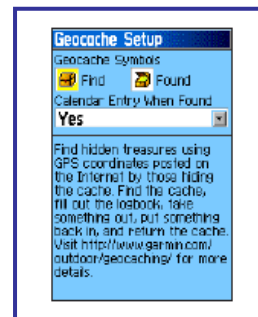 Geocache Setup
Geocache Symbols
Find Found
Calendar Entry When Found
Yes
Find hidden treasures using
GPS coordinates posted on
the Internet by those hiding
the cache. Find the cache,
fill out the logbook, take
something out, put something
back in, and return the cache.
Visit http://www.garmin.com/
outdoor/geocaching/ for more
details.